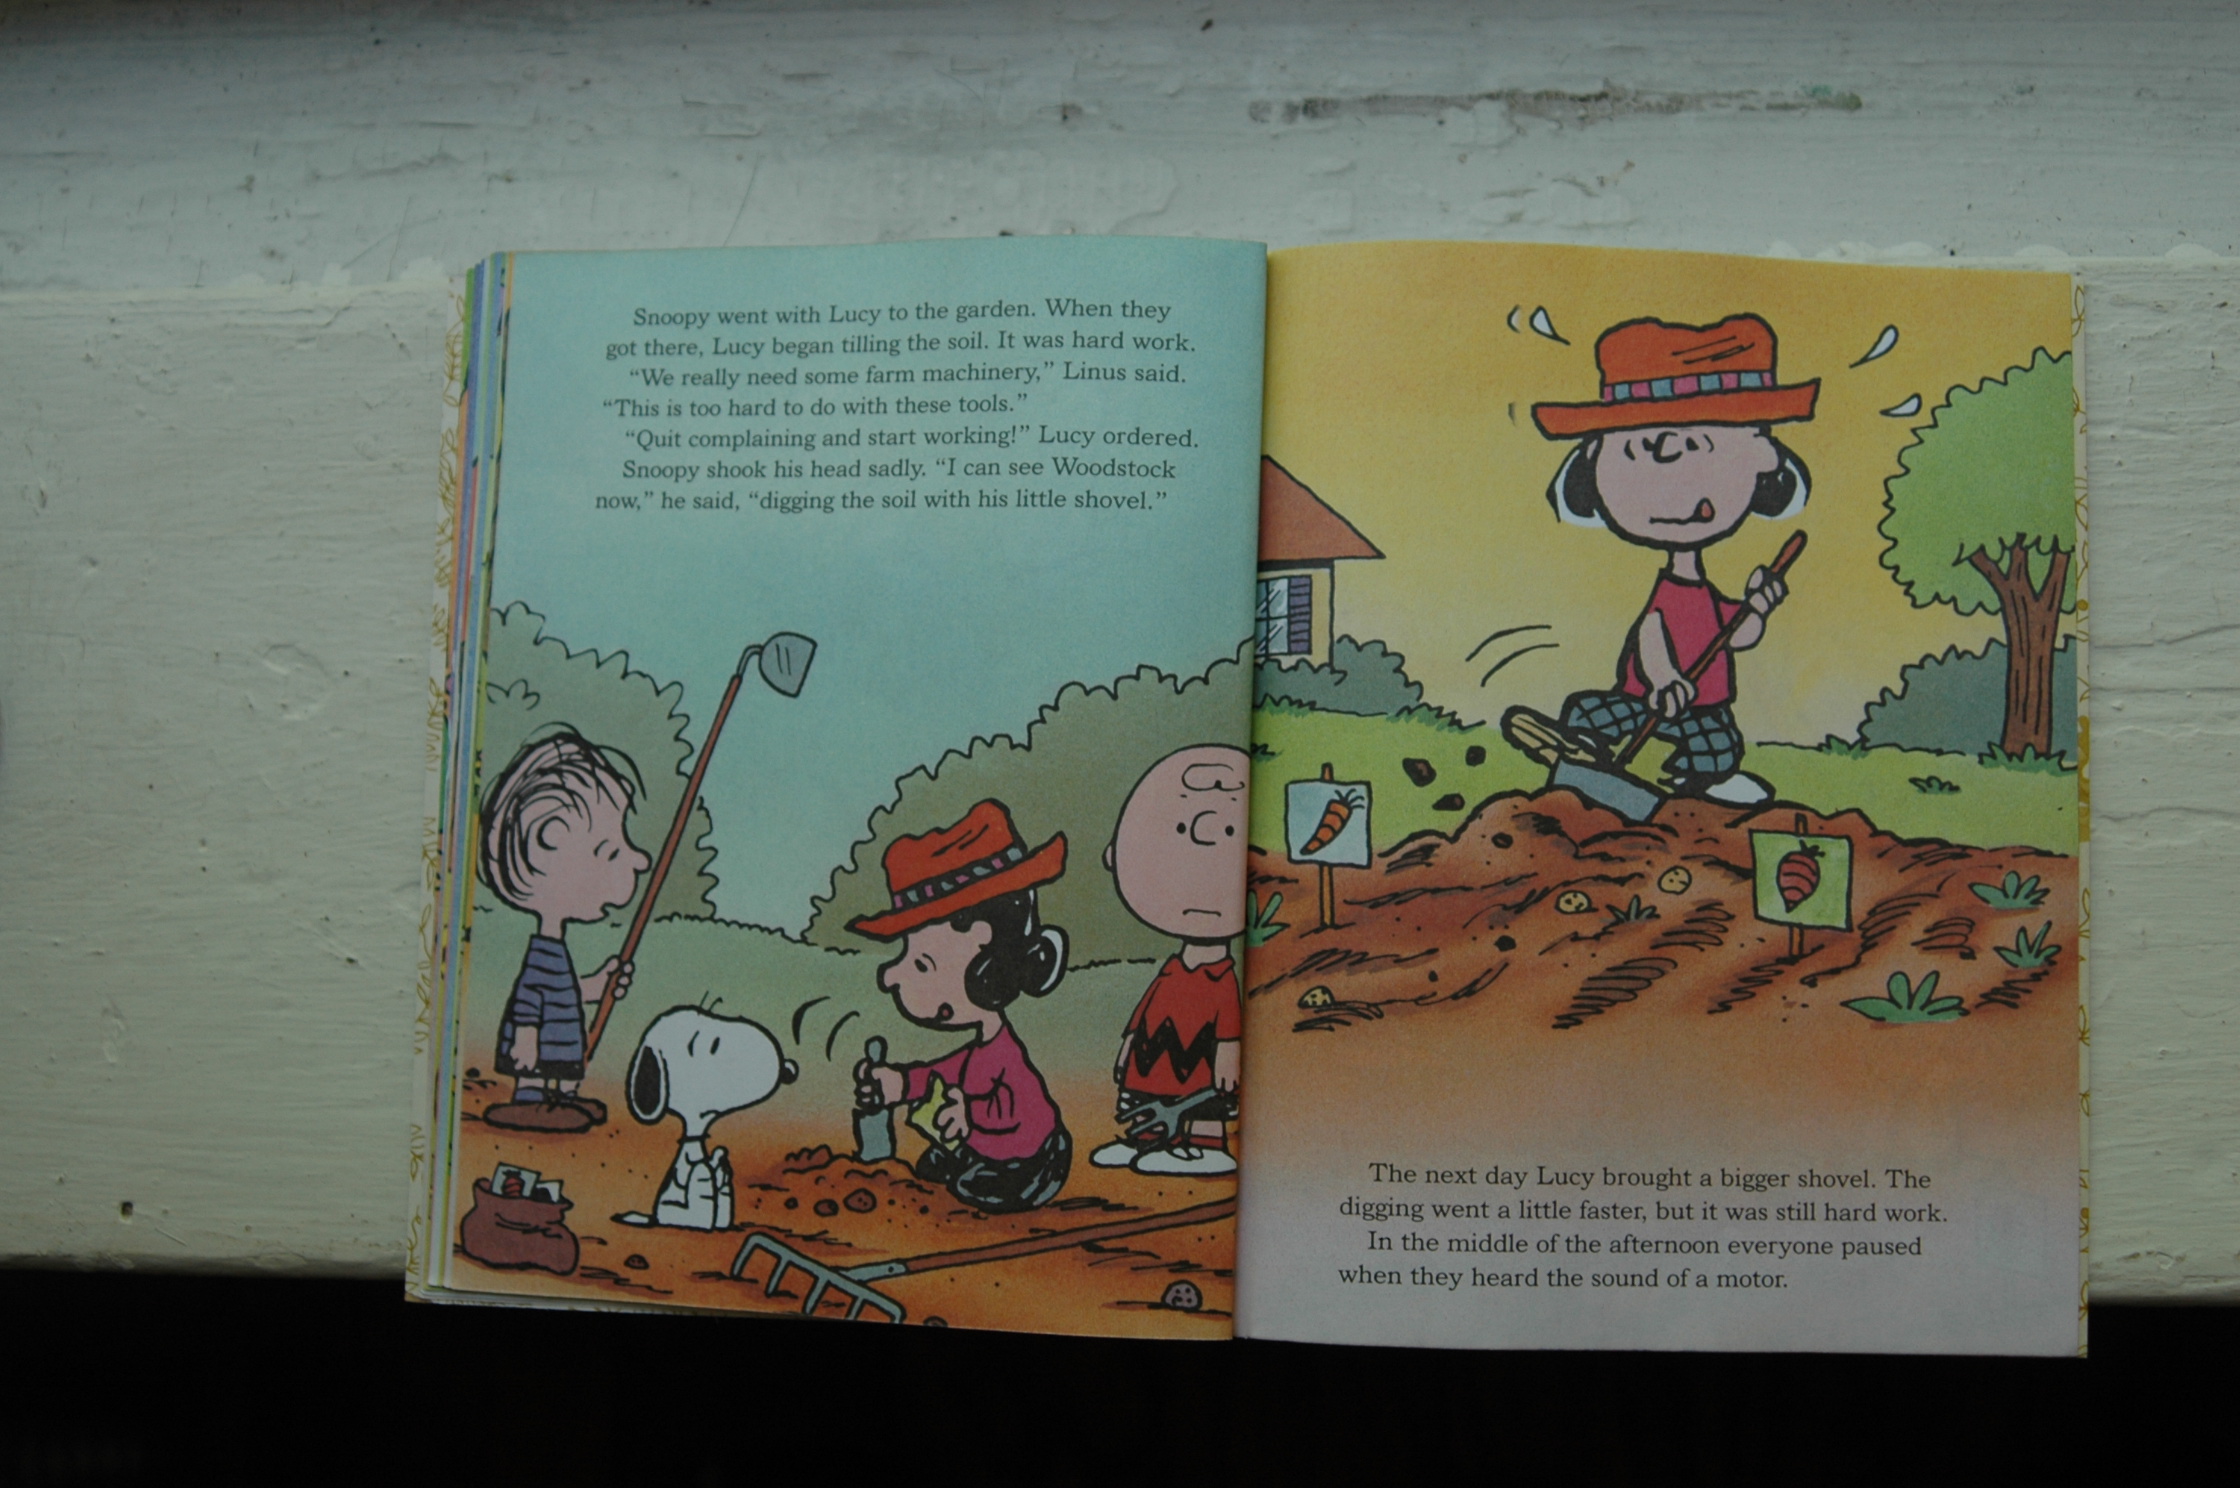 Snoopy went with Lucy to the garden. When they
got there, Lucy began tilling the soil. It was hard work.
“We really need some farm machinery,” Linus said.
“This is too hard to do with these tools.”
“Quit complaining and start working!” Lucy ordered.
Snoopy shook his head sadly. “I can see Woodstock
now,” he said, “digging the soil with his little shovel.”
The next day Lucy brought a bigger shovel. The
digging went a little faster, but it was still hard work.
In the middle of the afternoon everyone paused
when they heard the sound of a motor.